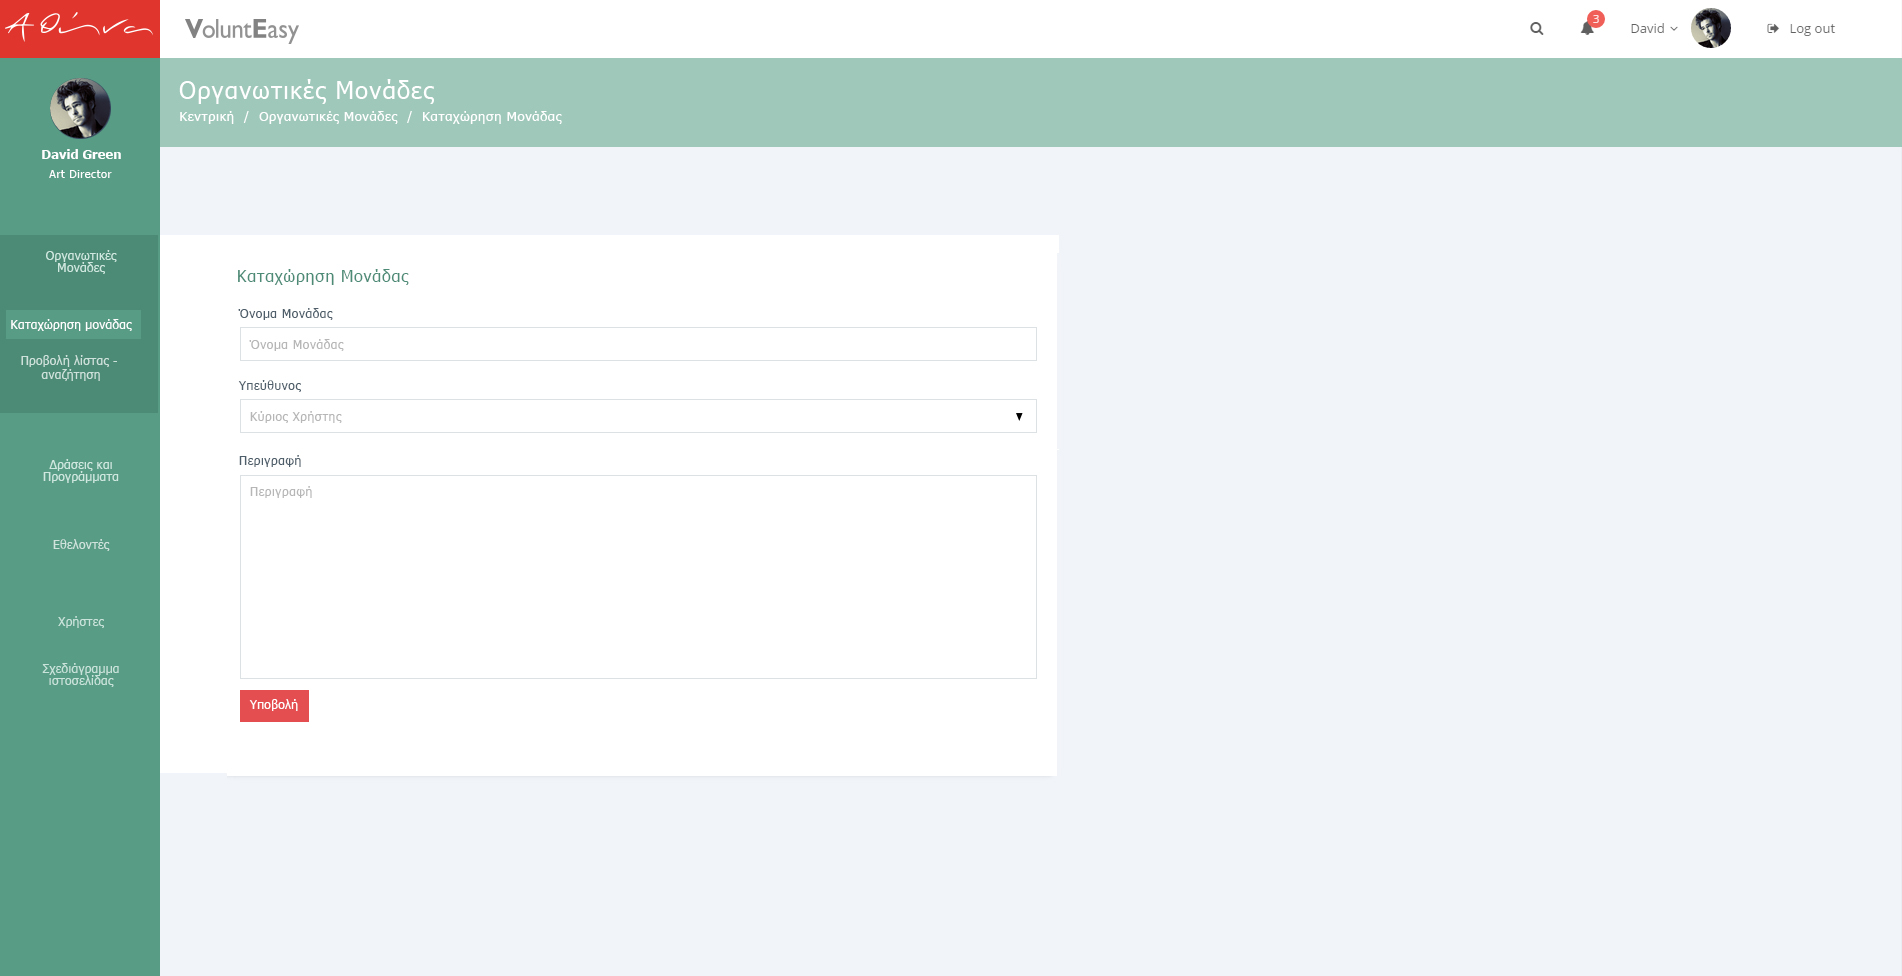 Αθήνα
VoluntEasy
3
David
Log out
Οργανωτικές Μονάδες
Κεντρική / Οργανωτικές Μονάδες / Καταχώρηση Μονάδας
David Green
Art Director
Οργανωτικές
Μονάδες
Καταχώρηση μονάδας
Προβολή λίστας -
αναζήτηση
Δράσεις και
Προγράμματα
Εθελοντές
Χρήστες
Σχεδιάγραμμα
ιστοσελίδας
Καταχώρηση Μονάδας
Όνομα Μονάδας
Όνομα Μονάδας
Υπεύθυνος
Κύριος Χρήστης
Περιγραφή
Περιγραφή
Υποβολή